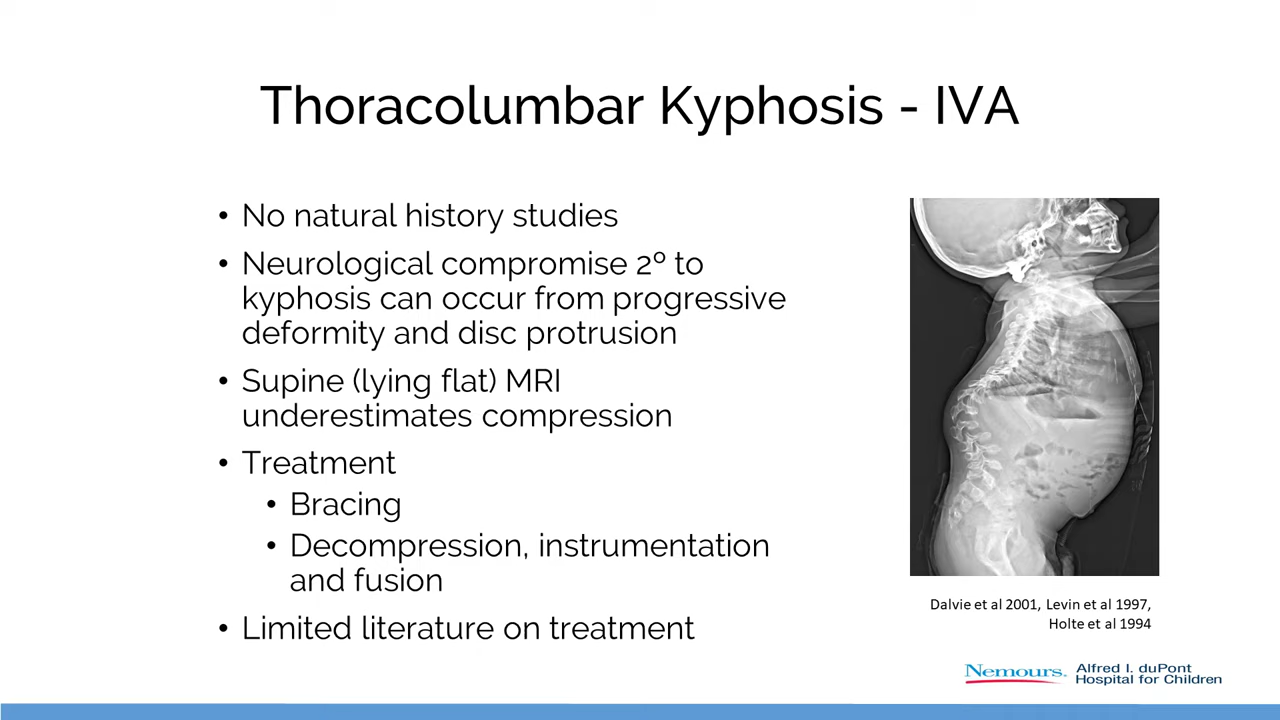 Thoracolumbar Kyphosis - IVA
• No natural history studies
• Neurological compromise 2º to
kyphosis can occur from progressive
deformity and disc protrusion
• Supine (lying flat) MRI
underestimates compression
• Treatment
• Bracing
• Decompression, instrumentation
and fusion
• Limited literature on treatment
Dalvie et al 2001, Levin et al 1997,
Holte et al 1994
Nemours.
Alfred I. duPont
Hospital for Children